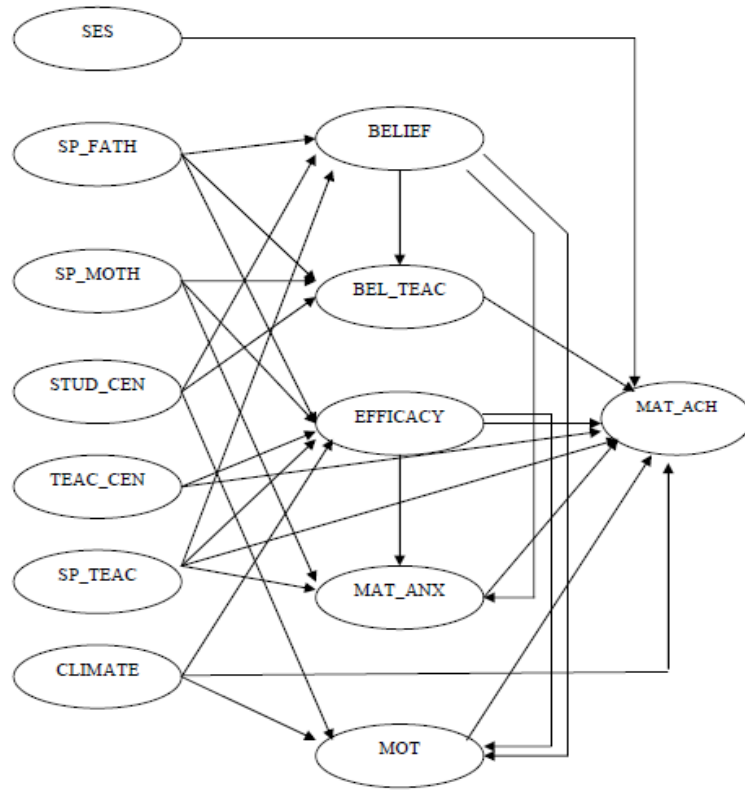 SES
SP_FATH
BELIEF
SP_MOTH
BEL_TEAC
STUD_CEN
EFFICACY
MAT_ACH
TEAC_CEN
SP_TEAC
MAT_ANX
CLIMATE
MOT